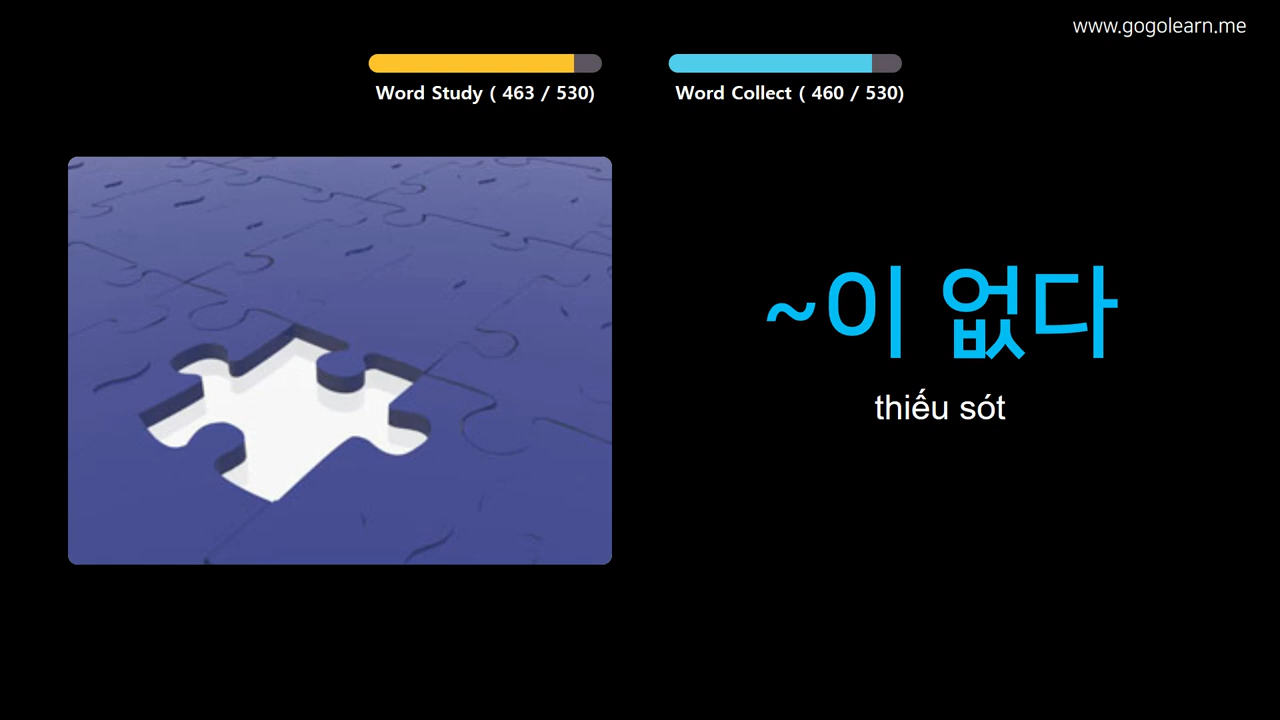 www.gogolearn.me
Word Study ( 463 / 530)
Word Collect ( 460 / 530)
~이 없다
thiếu sót